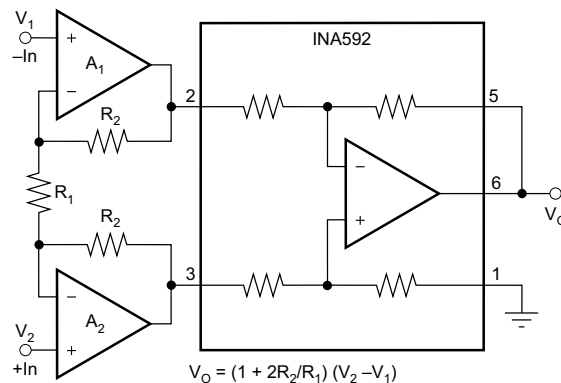 V1
–In
+
A1
–
R2
R1
R2
–
A2
+
V2
+In
INA592
2
5
–
6
+
3
1
VO
VO = (1 + 2R2/R1) (V2 –V1)